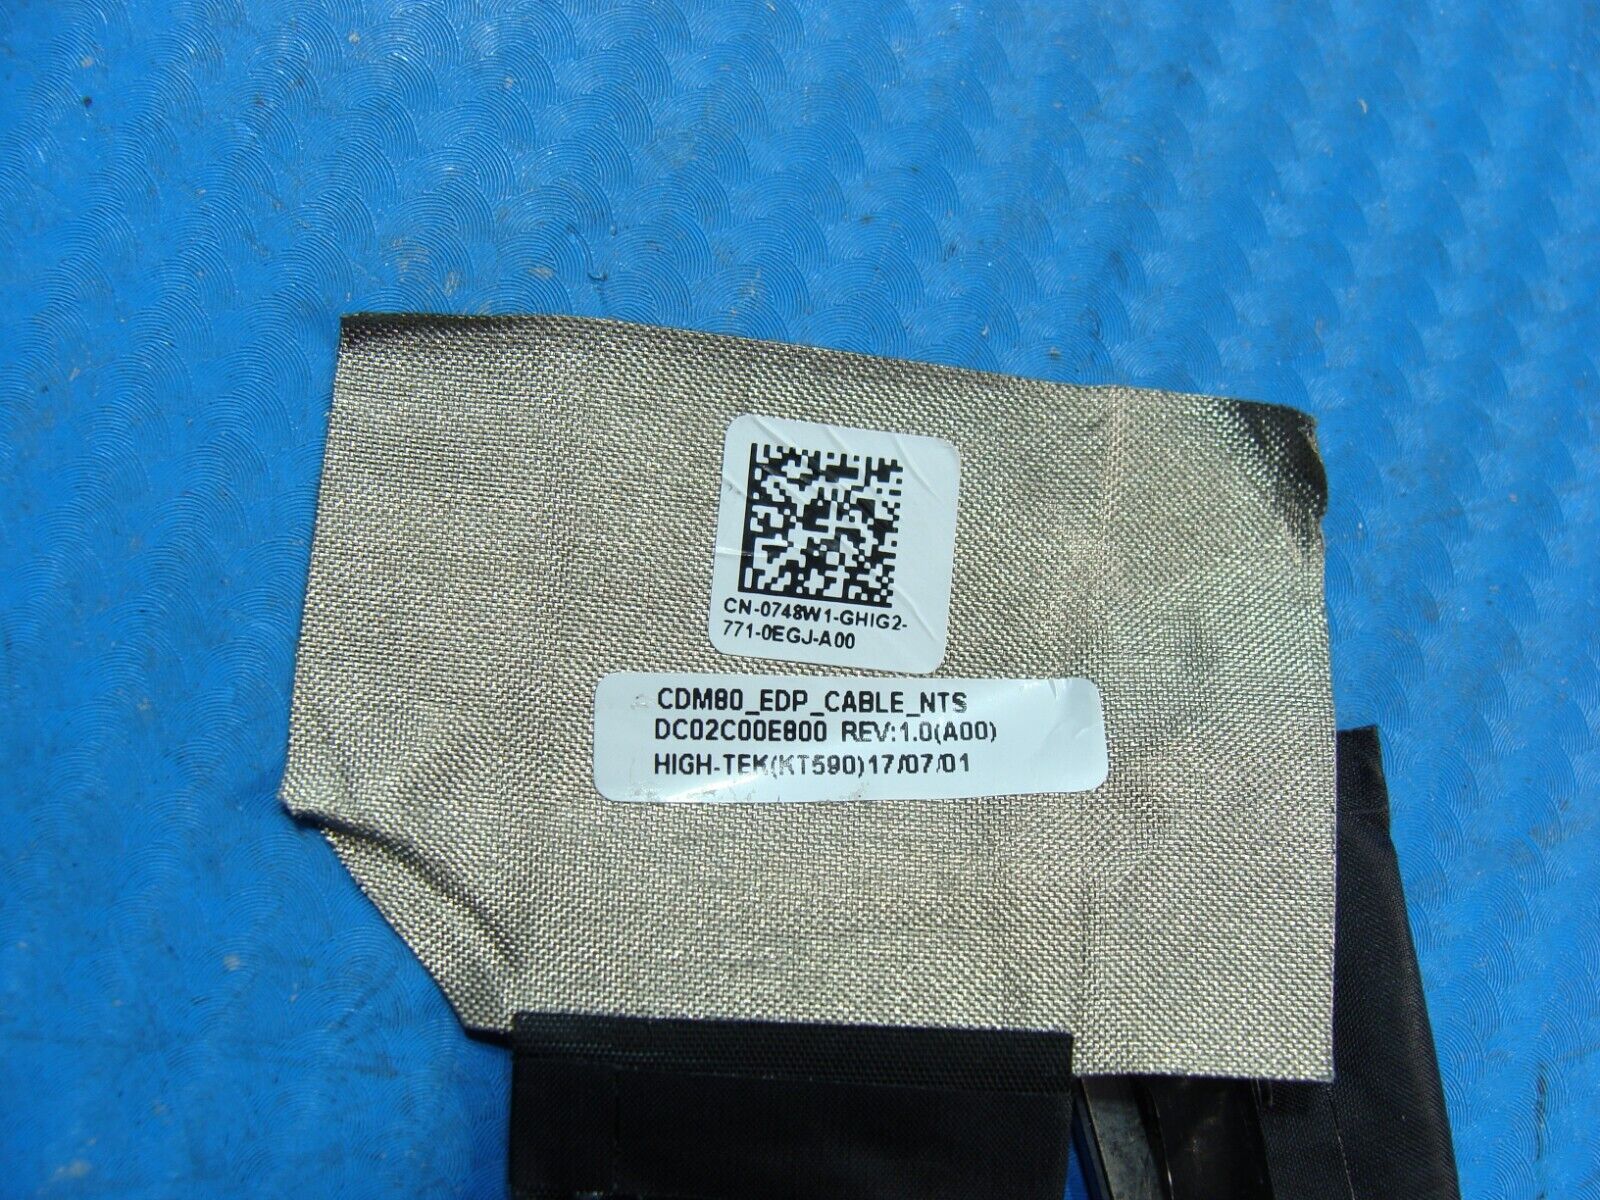 CN-0748W1-GHIG2-
771-0EGJ-A00
CDM80_EDP_CABLE_NTS
DC02C00E800 REV:1.0(A00)
HIGH-TEK(KT590)17/07/01